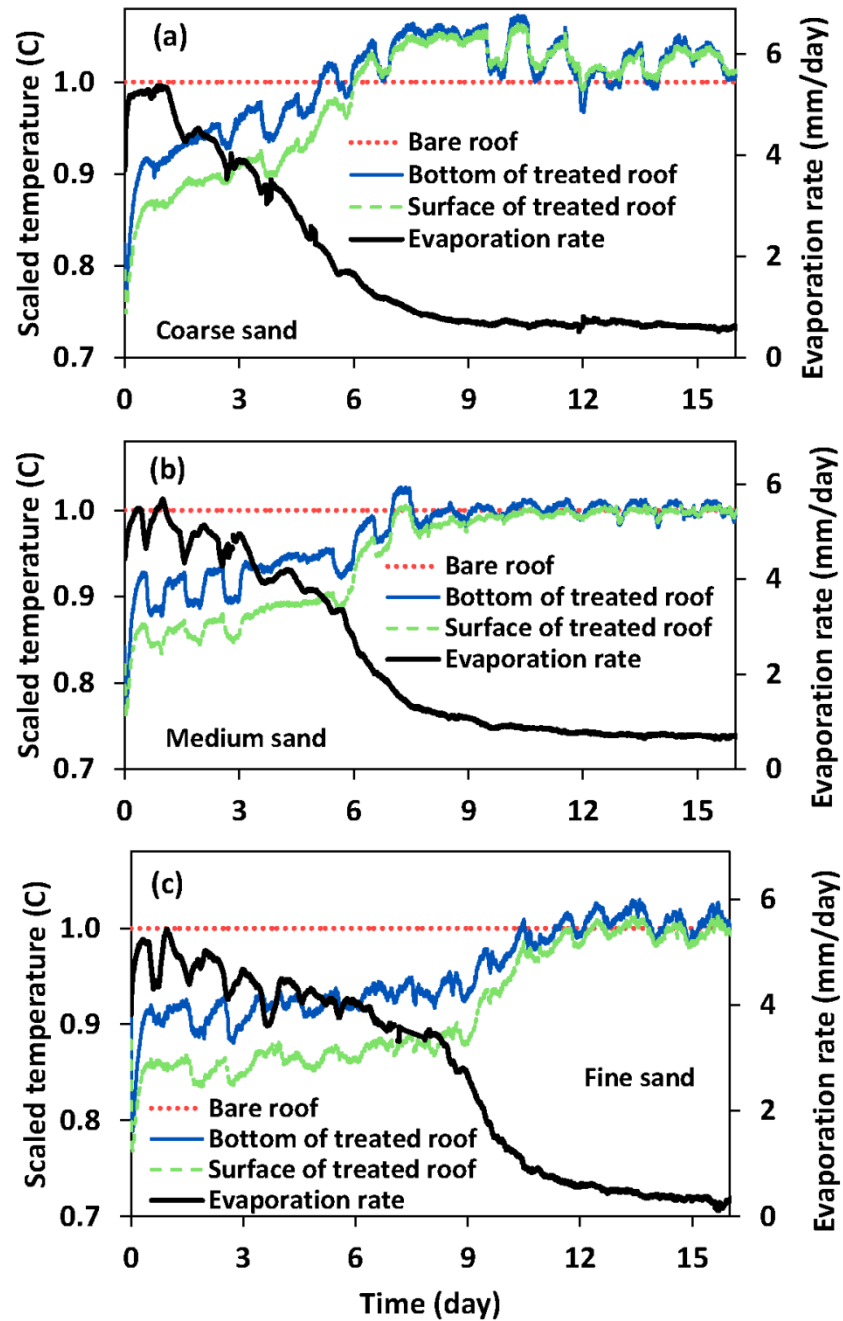 (a)
Scaled temperature (C)
1.0
0.9
0.8
0.7
Bare roof
Bottom of treated roof
Surface of treated roof
Evaporation rate
Coarse sand
6
4
2
0
Evaporation rate (mm/day)
0 3 6 9 12 15
(b)
Scaled temperature (C)
1.0
0.9
0.8
0.7
Bare roof
Bottom of treated roof
Surface of treated roof
Evaporation rate
Medium sand
6
4
2
0
Evaporation rate (mm/day)
0 3 6 9 12 15
(c)
Scaled temperature (C)
1.0
0.9
0.8
0.7
Fine sand
Bare roof
Bottom of treated roof
Surface of treated roof
Evaporation rate
6
4
2
0
Evaporation rate (mm/day)
0 3 6 9 12 15
Time (day)